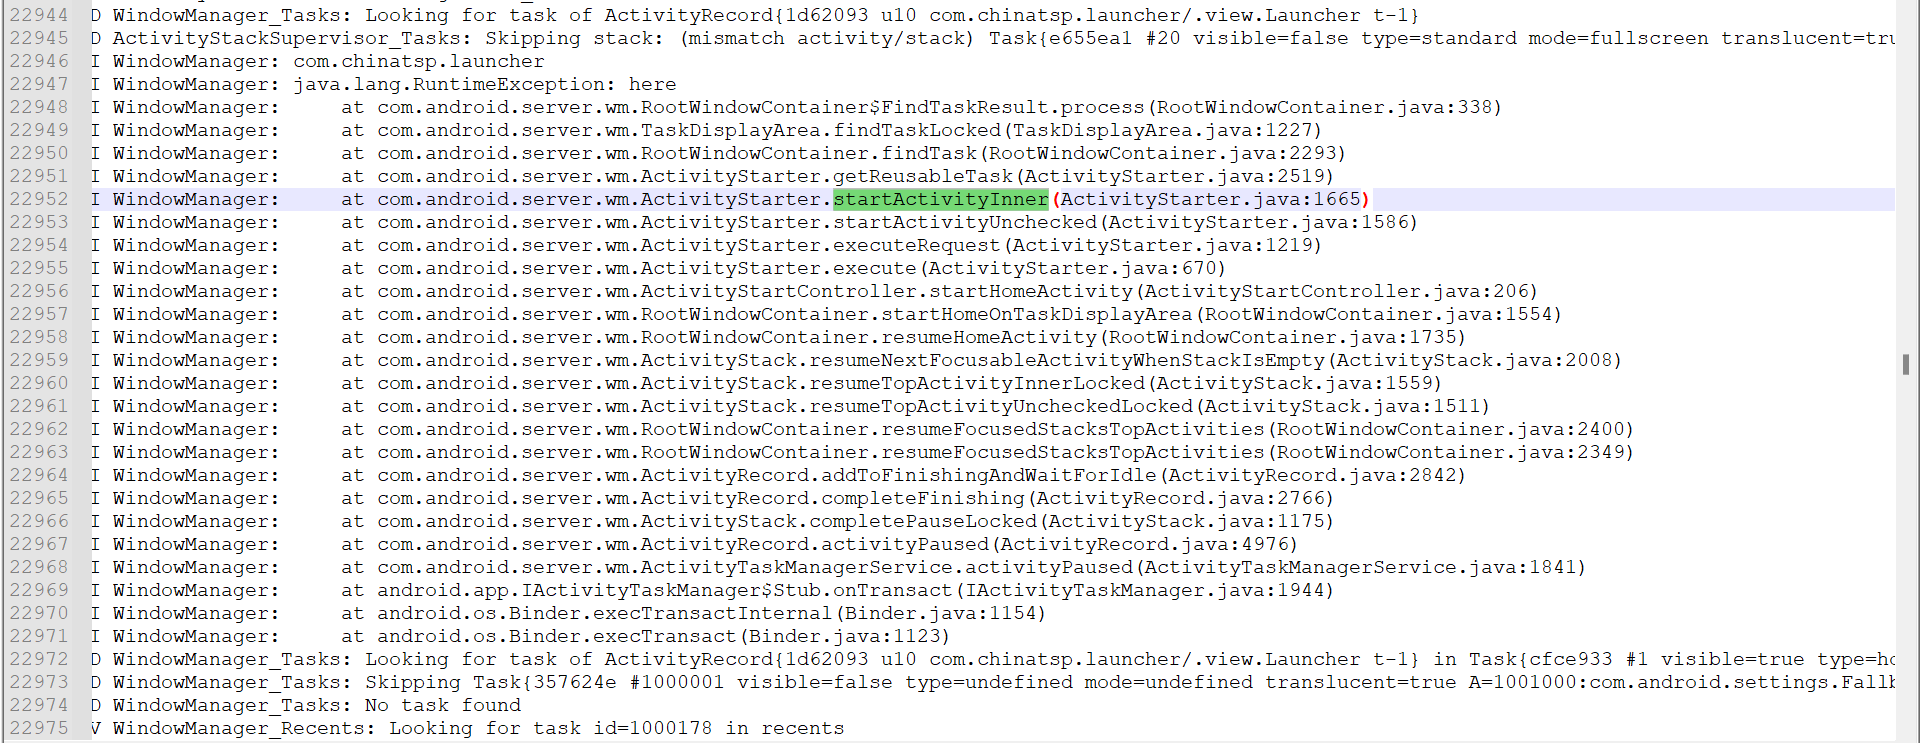 22944 D WindowManager_Tasks: Looking for task of ActivityRecord{1d62093 u10 com.chinatsp.launcher/.view.Launcher t-1}
22945 D ActivityStackSupervisor_Tasks: Skipping stack: (mismatch activity/stack) Task{e655ea1 #20 visible=false type=standard mode=fullscreen translucent=tru
22946 I WindowManager: com.chinatsp.launcher
22947 I WindowManager: java.lang.RuntimeException: here
22948 I WindowManager:     at com.android.server.wm.RootWindowContainer$FindTaskResult.process(RootWindowContainer.java:338)
22949 I WindowManager:     at com.android.server.wm.TaskDisplayArea.findTaskLocked(TaskDisplayArea.java:1227)
22950 I WindowManager:     at com.android.server.wm.RootWindowContainer.findTask(RootWindowContainer.java:2293)
22951 I WindowManager:     at com.android.server.wm.ActivityStarter.getReusableTask(ActivityStarter.java:2519)
22952 I WindowManager:     at com.android.server.wm.ActivityStarter.startActivityInner(ActivityStarter.java:1665)
22953 I WindowManager:     at com.android.server.wm.ActivityStarter.startActivityUnchecked(ActivityStarter.java:1586)
22954 I WindowManager:     at com.android.server.wm.ActivityStarter.executeRequest(ActivityStarter.java:1219)
22955 I WindowManager:     at com.android.server.wm.ActivityStarter.execute(ActivityStarter.java:670)
22956 I WindowManager:     at com.android.server.wm.ActivityStartController.startHomeActivity(ActivityStartController.java:206)
22957 I WindowManager:     at com.android.server.wm.RootWindowContainer.startHomeOnTaskDisplayArea(RootWindowContainer.java:1554)
22958 I WindowManager:     at com.android.server.wm.RootWindowContainer.resumeHomeActivity(RootWindowContainer.java:1735)
22959 I WindowManager:     at com.android.server.wm.ActivityStack.resumeNextFocusableActivityWhenStackIsEmpty(ActivityStack.java:2008)
22960 I WindowManager:     at com.android.server.wm.ActivityStack.resumeTopActivityInnerLocked(ActivityStack.java:1559)
22961 I WindowManager:     at com.android.server.wm.ActivityStack.resumeTopActivityUncheckedLocked(ActivityStack.java:1511)
22962 I WindowManager:     at com.android.server.wm.RootWindowContainer.resumeFocusedStacksTopActivities(RootWindowContainer.java:2400)
22963 I WindowManager:     at com.android.server.wm.RootWindowContainer.resumeFocusedStacksTopActivities(RootWindowContainer.java:2349)
22964 I WindowManager:     at com.android.server.wm.ActivityRecord.addToFinishingAndWaitForIdle(ActivityRecord.java:2842)
22965 I WindowManager:     at com.android.server.wm.ActivityRecord.completeFinishing(ActivityRecord.java:2766)
22966 I WindowManager:     at com.android.server.wm.ActivityStack.completePauseLocked(ActivityStack.java:1175)
22967 I WindowManager:     at com.android.server.wm.ActivityRecord.activityPaused(ActivityRecord.java:4976)
22968 I WindowManager:     at com.android.server.wm.ActivityTaskManagerService.activityPaused(ActivityTaskManagerService.java:1841)
22969 I WindowManager:     at android.app.IActivityTaskManager$Stub.onTransact(IActivityTaskManager.java:1944)
22970 I WindowManager:     at android.os.Binder.execTransactInternal(Binder.java:1154)
22971 I WindowManager:     at android.os.Binder.execTransact(Binder.java:1123)
22972 D WindowManager_Tasks: Looking for task of ActivityRecord{1d62093 u10 com.chinatsp.launcher/.view.Launcher t-1} in Task{cfce933 #1 visible=true type=ho
22973 D WindowManager_Tasks: Skipping Task{357624e #1000001 visible=false type=undefined mode=undefined translucent=true A=1001000:com.android.settings.Fallb
22974 D WindowManager_Tasks: No task found
22975 V WindowManager_Recents: Looking for task id=1000178 in recents